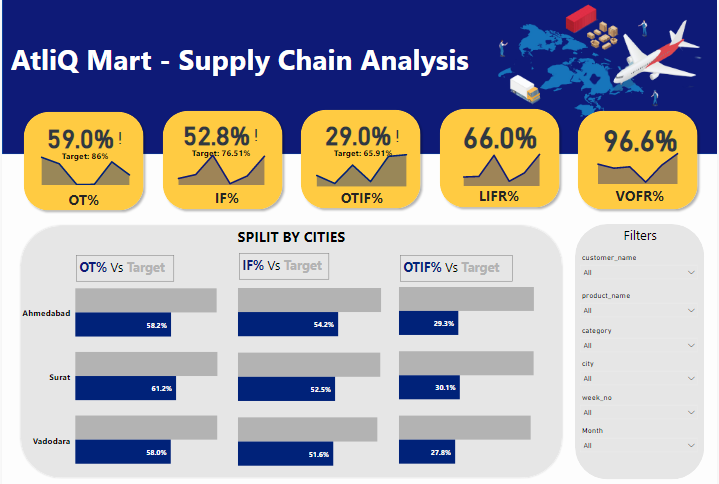 AtliQ Mart - Supply Chain Analysis
59.0% !
Target: 86%
OT%
52.8% !
Target: 76.51%
IF%
29.0% !
Target: 65.91%
OTIF%
66.0%
LIFR%
96.6%
VOFR%
SPILIT BY CITIES
OT% Vs Target
IF% Vs Target
OTIF% Vs Target
Ahmedabad
58.2%
54.2%
29.3%
Surat
61.2%
52.5%
30.1%
Vadodara
58.0%
51.6%
27.8%
Filters
customer_name
All
product_name
All
category
All
city
All
week_no
All
Month
All